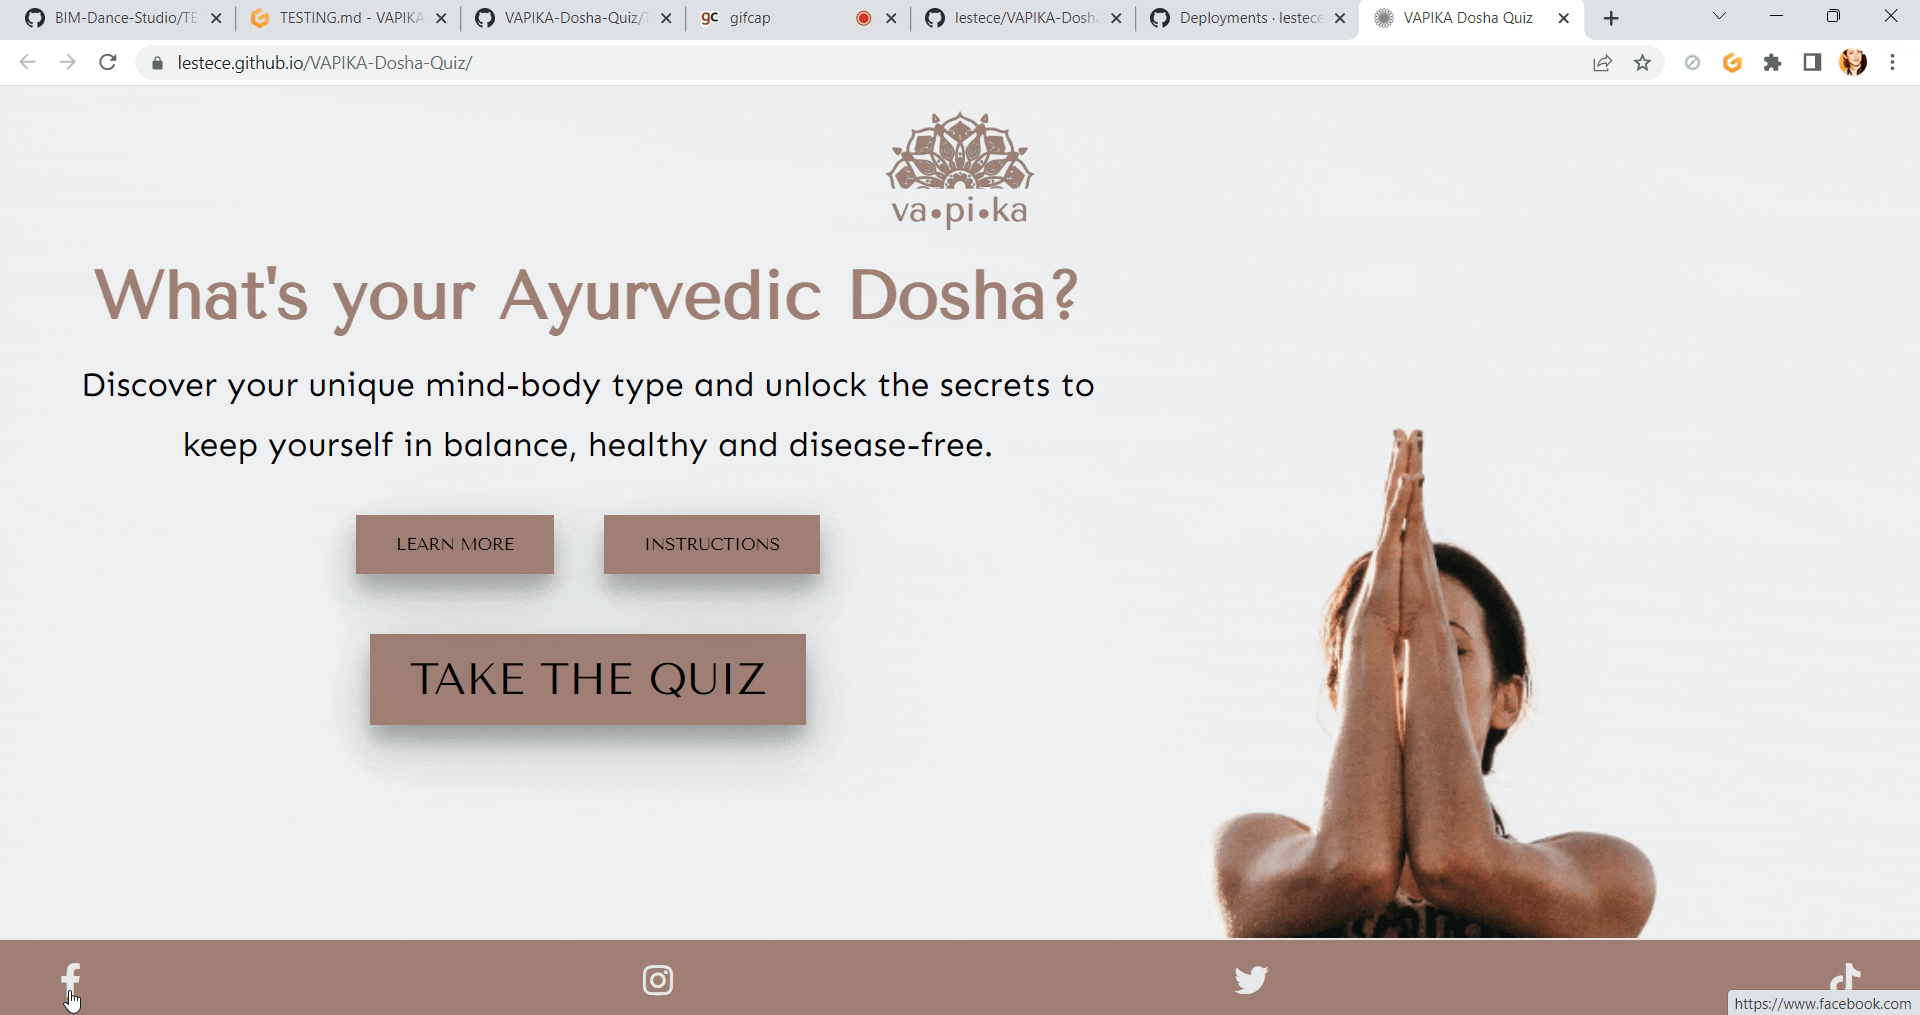 BIM-Dance-Studio/TE
TESTING.md - VAPIKA
VAPIKA-Dosha-Quiz/T
gc gifcap
lestece/VAPIKA-Dosh
Deployments · lestece
VAPIKA Dosha Quiz
lestece.github.io/VAPIKA-Dosha-Quiz/
va•pi•ka
What's your Ayurvedic Dosha?
Discover your unique mind-body type and unlock the secrets to
keep yourself in balance, healthy and disease-free.
LEARN MORE
INSTRUCTIONS
TAKE THE QUIZ
https://www.facebook.com